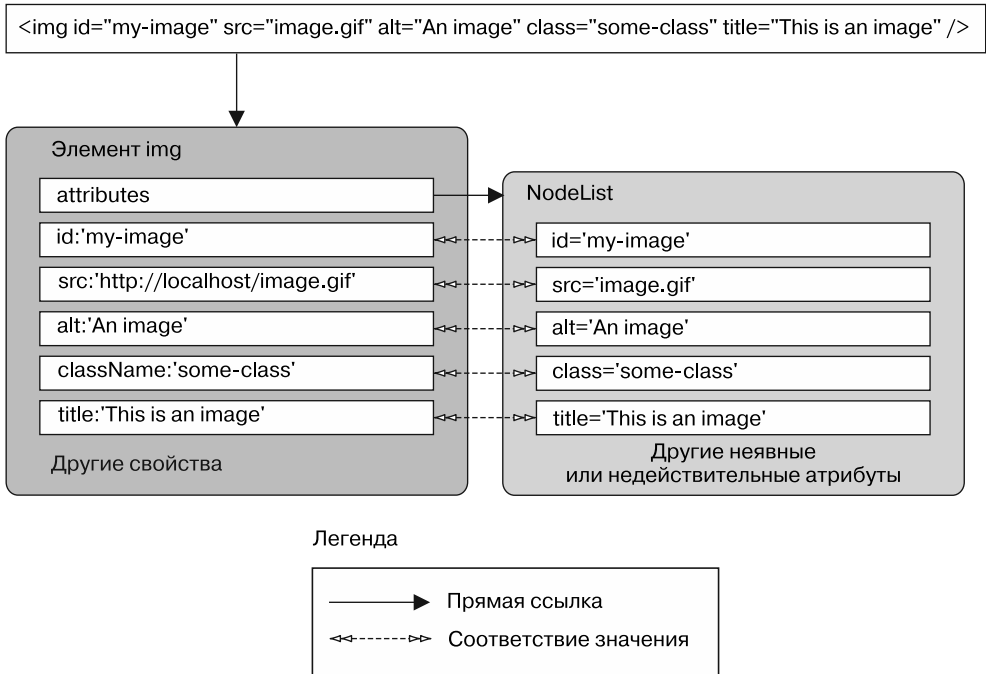 <img id="my-image" src="image.gif" alt="An image" class="some-class" title="This is an image" />
Элемент img
attributes
id:'my-image'
src:'http://localhost/image.gif'
alt:'An image'
className:'some-class'
title:'This is an image'
Другие свойства
NodeList
id='my-image'
src='image.gif'
alt='An image'
class='some-class'
title='This is an image'
Другие неявные
или недействительные атрибуты
Легенда
Прямая ссылка
Соответствие значения